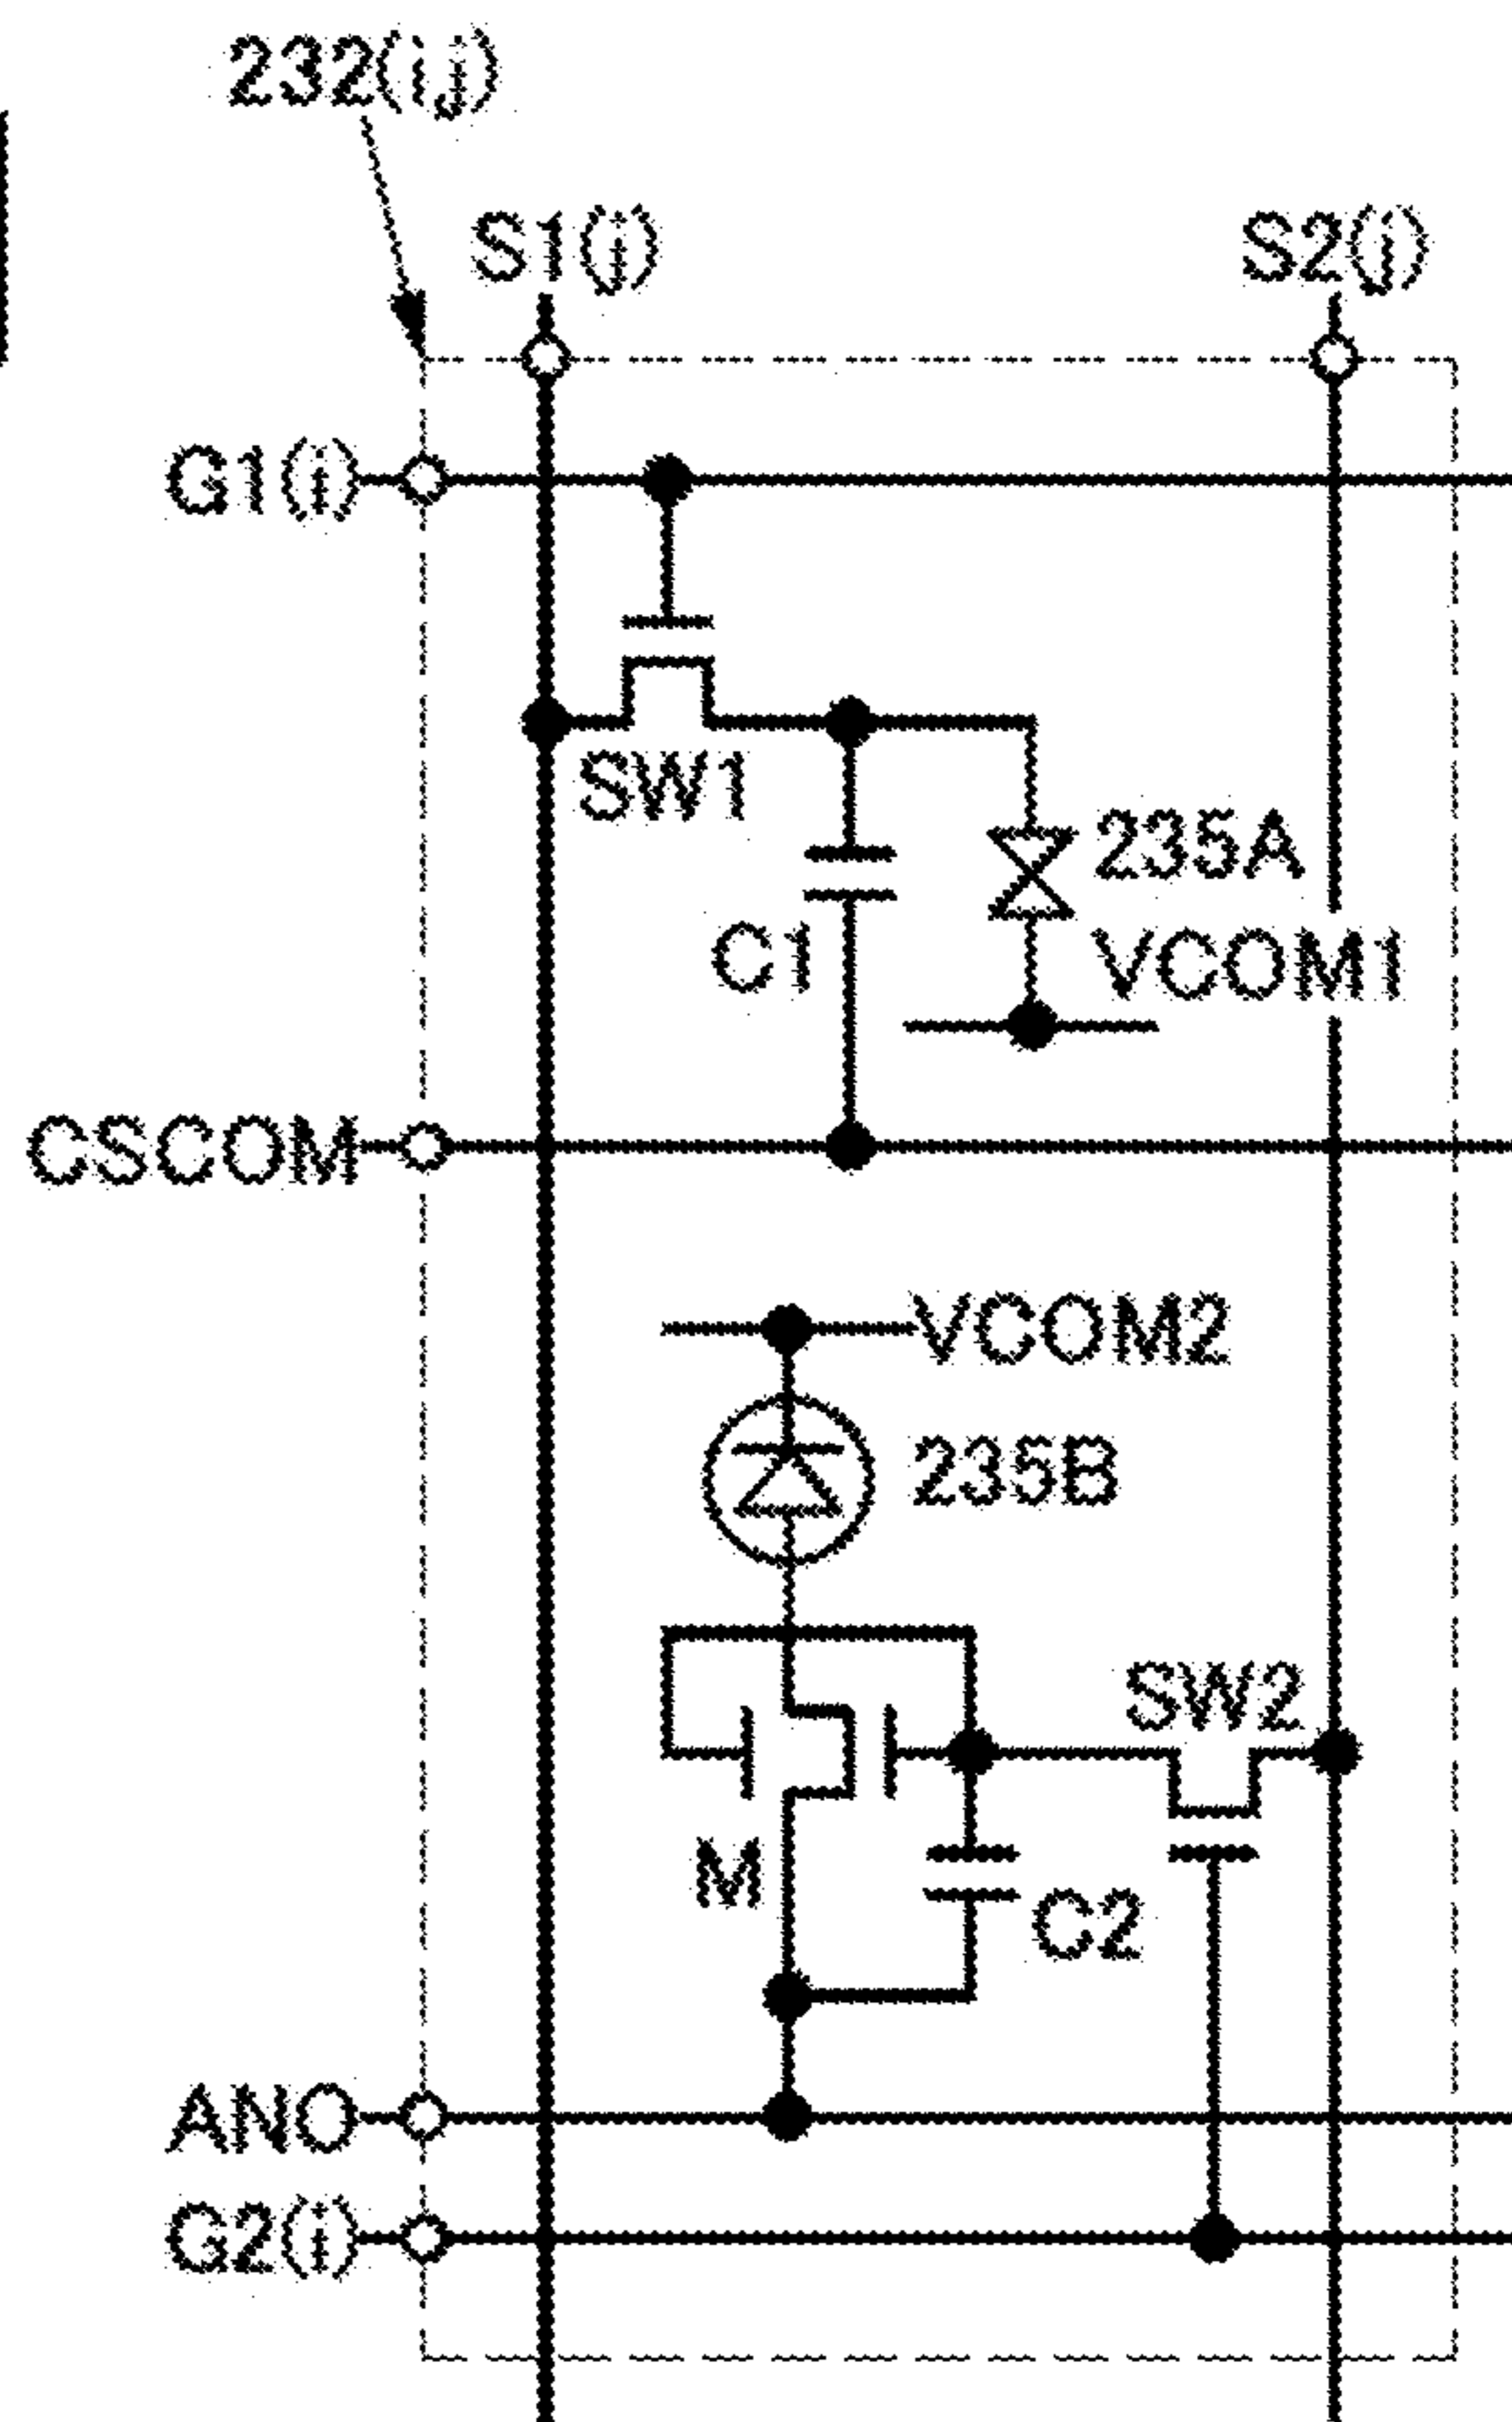 232(i,j)
S1(j)
S2(j)
G1(i)
SW1
235A
C1
VCOM1
CSCOM
VCOM2
235B
SW2
M
C2
ANO
G2(i)